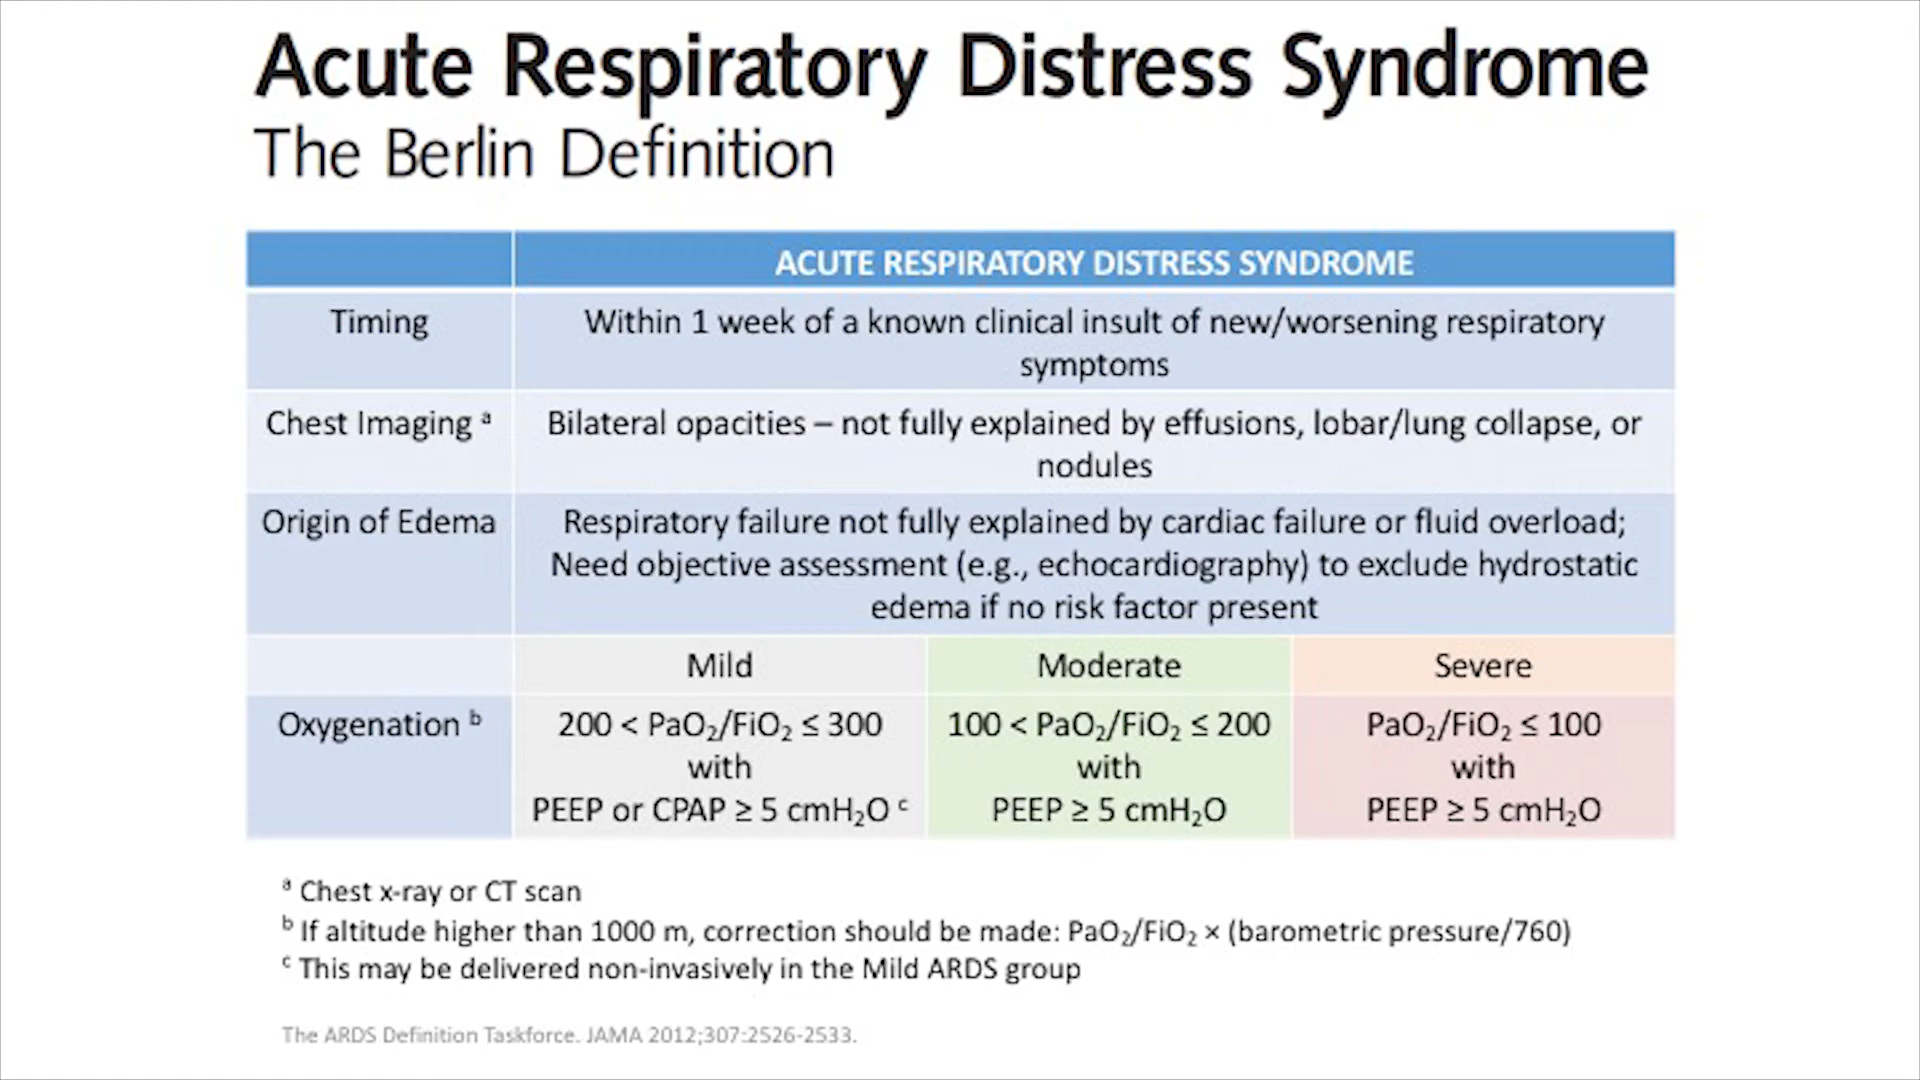 Acute Respiratory Distress Syndrome
The Berlin Definition
ACUTE RESPIRATORY DISTRESS SYNDROME
Timing
Within 1 week of a known clinical insult of new/worsening respiratory
symptoms
Chest Imaging ᵃ
Bilateral opacities – not fully explained by effusions, lobar/lung collapse, or
nodules
Origin of Edema
Respiratory failure not fully explained by cardiac failure or fluid overload;
Need objective assessment (e.g., echocardiography) to exclude hydrostatic
edema if no risk factor present
Mild
Moderate
Severe
Oxygenation ᵇ
200 < PaO₂/FiO₂ ≤ 300
with
PEEP or CPAP ≥ 5 cmH₂O ᶜ
100 < PaO₂/FiO₂ ≤ 200
with
PEEP ≥ 5 cmH₂O
PaO₂/FiO₂ ≤ 100
with
PEEP ≥ 5 cmH₂O
ᵃ Chest x-ray or CT scan
ᵇ If altitude higher than 1000 m, correction should be made: PaO₂/FiO₂ × (barometric pressure/760)
ᶜ This may be delivered non-invasively in the Mild ARDS group
The ARDS Definition Taskforce. JAMA 2012;307:2526-2533.